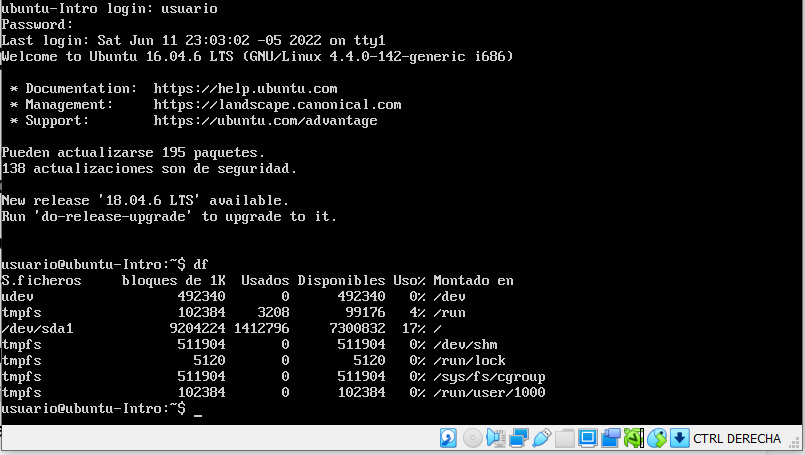 ubuntu-Intro login: usuario
Password:
Last login: Sat Jun 11 23:03:02 -05 2022 on tty1
Welcome to Ubuntu 16.04.6 LTS (GNU/Linux 4.4.0-142-generic i686)
* Documentation:  https://help.ubuntu.com
* Management:     https://landscape.canonical.com
* Support:        https://ubuntu.com/advantage
Pueden actualizarse 195 paquetes.
138 actualizaciones son de seguridad.
New release '18.04.6 LTS' available.
Run 'do-release-upgrade' to upgrade to it.
usuario@ubuntu-Intro:~$ df
S.ficheros     bloques de 1K  Usados Disponibles Uso% Montado en
udev                  492340       0      492340   0% /dev
tmpfs                 102384    3208       99176   4% /run
/dev/sda1            9204224 1412796     7300832  17% /
tmpfs                 511904       0      511904   0% /dev/shm
tmpfs                   5120       0        5120   0% /run/lock
tmpfs                 511904       0      511904   0% /sys/fs/cgroup
tmpfs                 102384       0      102384   0% /run/user/1000
usuario@ubuntu-Intro:~$ _
CTRL DERECHA